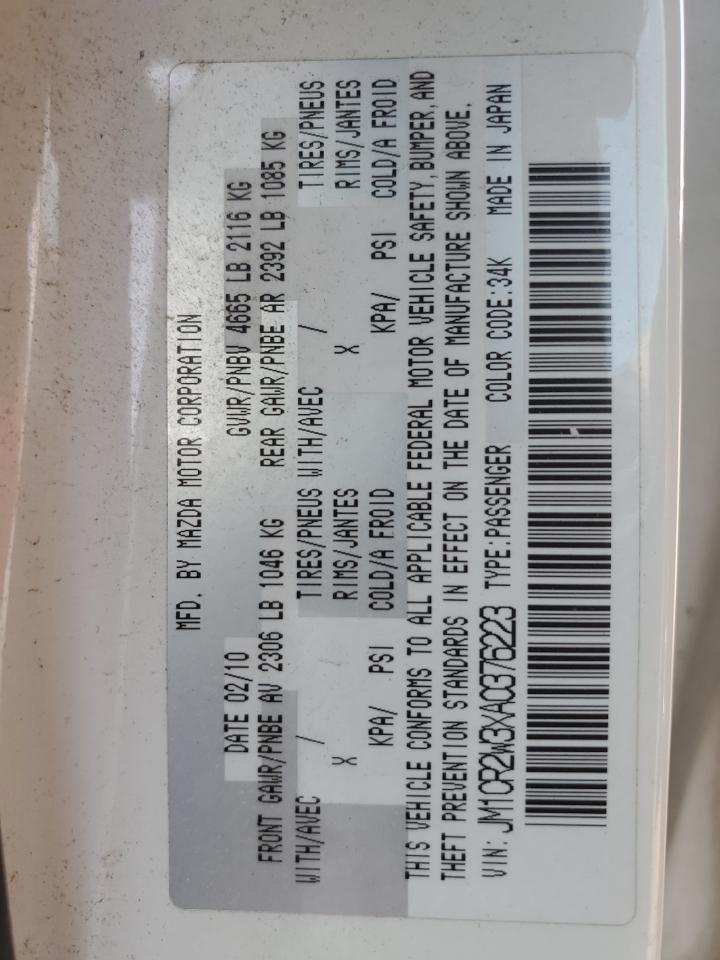 MFD. BY MAZDA MOTOR CORPORATION
DATE 02/10 GVWR/PNBV 4665 LB 2116 KG
FRONT GAWR/PNBE AV 2306 LB 1046 KG REAR GAWR/PNBE AR 2392 LB 1085 KG
WITH/AVEC / TIRES/PNEUS WITH/AVEC / TIRES/PNEUS
X RIMS/JANTES X RIMS/JANTES
KPA/ PSI COLD/A FROID KPA/ PSI COLD/A FROID
THIS VEHICLE CONFORMS TO ALL APPLICABLE FEDERAL MOTOR VEHICLE SAFETY, BUMPER, AND
THEFT PREVENTION STANDARDS IN EFFECT ON THE DATE OF MANUFACTURE SHOWN ABOVE.
VIN: JM1CR2W3XA0376223 TYPE:PASSENGER COLOR CODE:34K MADE IN JAPAN